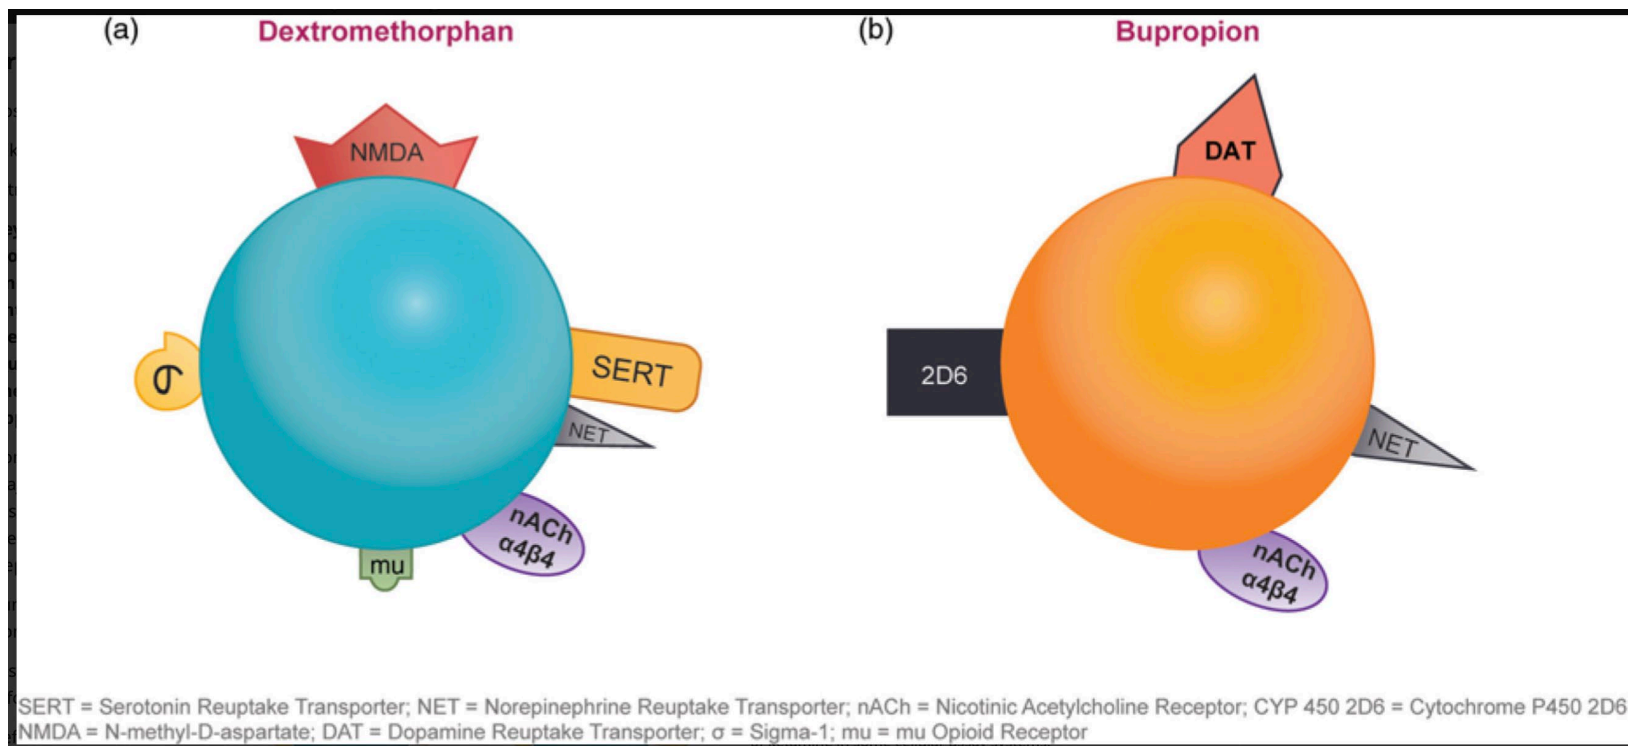 (a) Dextromethorphan
(b) Bupropion
NMDA
σ
SERT
NET
nACh
α4β4
mu
DAT
2D6
NET
nACh
α4β4
SERT = Serotonin Reuptake Transporter; NET = Norepinephrine Reuptake Transporter; nACh = Nicotinic Acetylcholine Receptor; CYP 450 2D6 = Cytochrome P450 2D6
NMDA = N-methyl-D-aspartate; DAT = Dopamine Reuptake Transporter; σ = Sigma-1; mu = mu Opioid Receptor